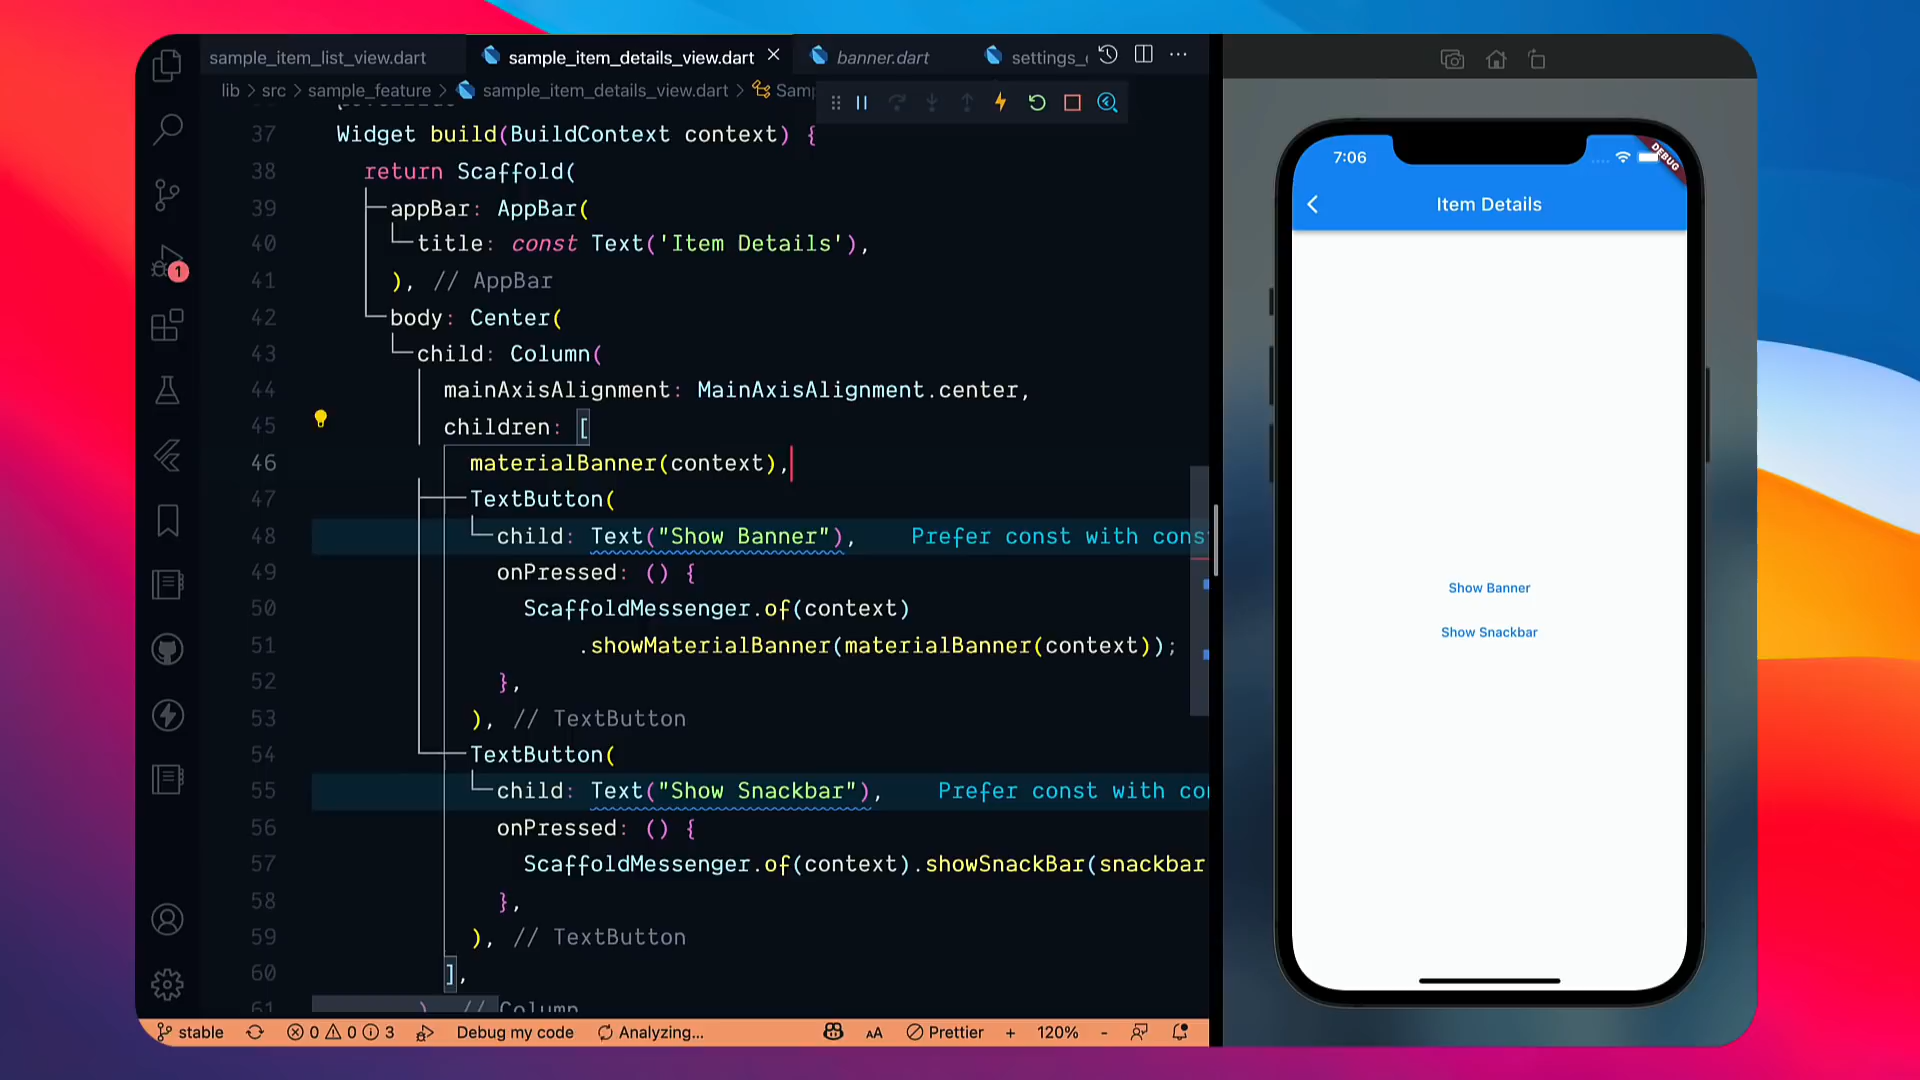 sample_item_list_view.dart
sample_item_details_view.dart
banner.dart
settings_
lib > src > sample_feature > sample_item_details_view.dart > Samp
37 Widget build(BuildContext context) {
38 return Scaffold(
39 appBar: AppBar(
40 title: const Text('Item Details'),
41 ), // AppBar
42 body: Center(
43 child: Column(
44 mainAxisAlignment: MainAxisAlignment.center,
45 children: [
46 materialBanner(context),
47 TextButton(
48 child: Text("Show Banner"), Prefer const with cons
49 onPressed: () {
50 ScaffoldMessenger.of(context)
51 .showMaterialBanner(materialBanner(context));
52 },
53 ), // TextButton
54 TextButton(
55 child: Text("Show Snackbar"), Prefer const with co
56 onPressed: () {
57 ScaffoldMessenger.of(context).showSnackBar(snackbar
58 },
59 ), // TextButton
60 ],
61 ) // Column
1
stable 0 0 3 Debug my code Analyzing... AA Prettier + 120% -
7:06
DEBUG
Item Details
Show Banner
Show Snackbar